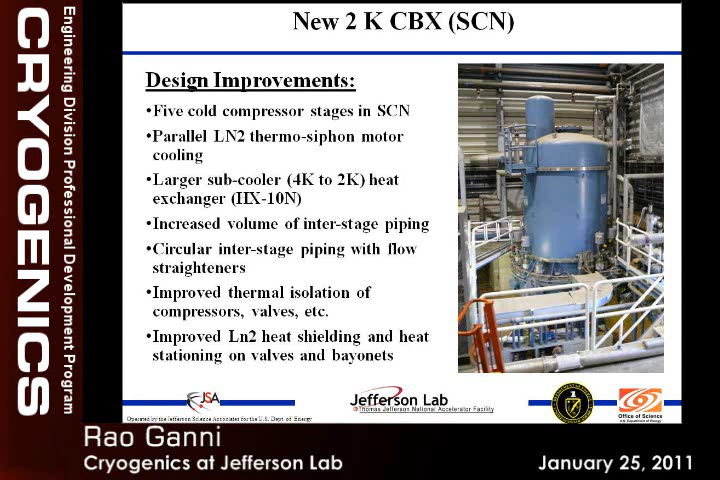 CRYOGENICS
Engineering Division Professional Development Program
New 2 K CBX (SCN)
Design Improvements:
•Five cold compressor stages in SCN
•Parallel LN2 thermo-siphon motor
cooling
•Larger sub-cooler (4K to 2K) heat
exchanger (HX-10N)
•Increased volume of inter-stage piping
•Circular inter-stage piping with flow
straighteners
•Improved thermal isolation of
compressors, valves, etc.
•Improved Ln2 heat shielding and heat
stationing on valves and bayonets
JSA
Jefferson Lab
Thomas Jefferson National Accelerator Facility
Office of Science
U.S. Department of Energy
Operated by the Jefferson Science Associates for the U.S. Dept. of Energy
Rao Ganni
Cryogenics at Jefferson Lab
January 25, 2011